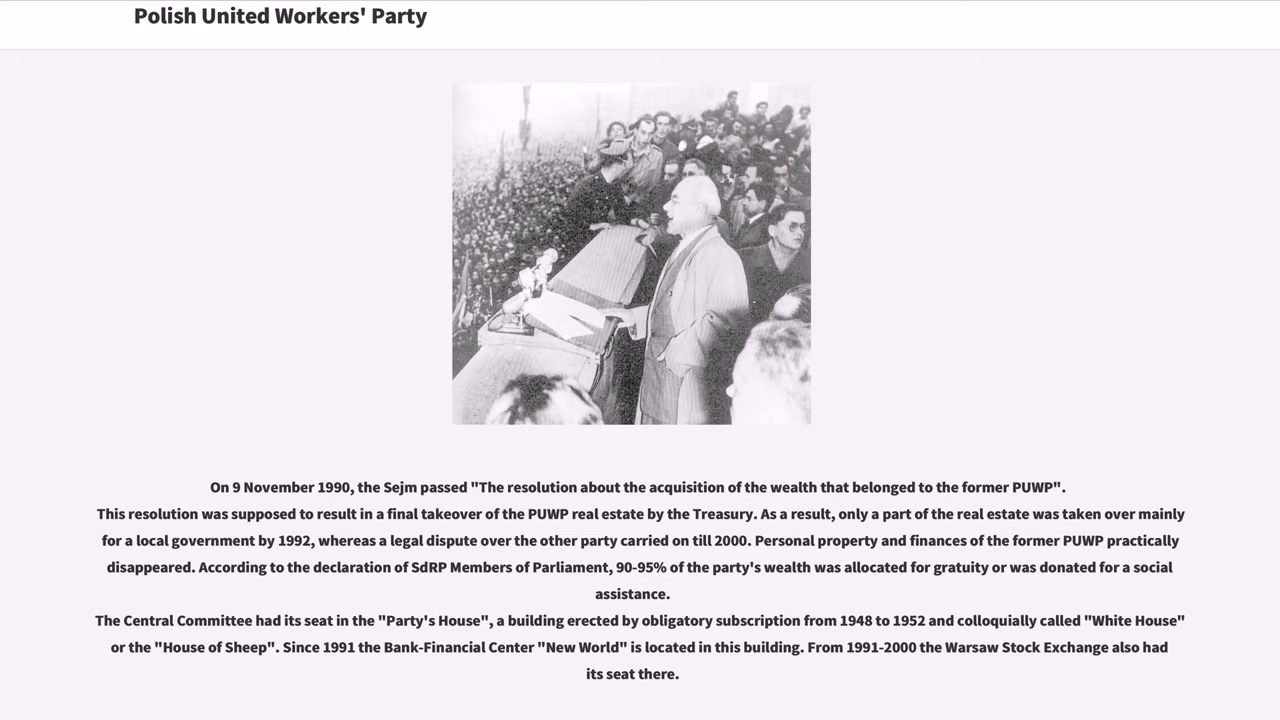 Polish United Workers' Party
On 9 November 1990, the Sejm passed "The resolution about the acquisition of the wealth that belonged to the former PUWP".
This resolution was supposed to result in a final takeover of the PUWP real estate by the Treasury. As a result, only a part of the real estate was taken over mainly
for a local government by 1992, whereas a legal dispute over the other party carried on till 2000. Personal property and finances of the former PUWP practically
disappeared. According to the declaration of SdRP Members of Parliament, 90-95% of the party's wealth was allocated for gratuity or was donated for a social
assistance.
The Central Committee had its seat in the "Party's House", a building erected by obligatory subscription from 1948 to 1952 and colloquially called "White House"
or the "House of Sheep". Since 1991 the Bank-Financial Center "New World" is located in this building. From 1991-2000 the Warsaw Stock Exchange also had
its seat there.